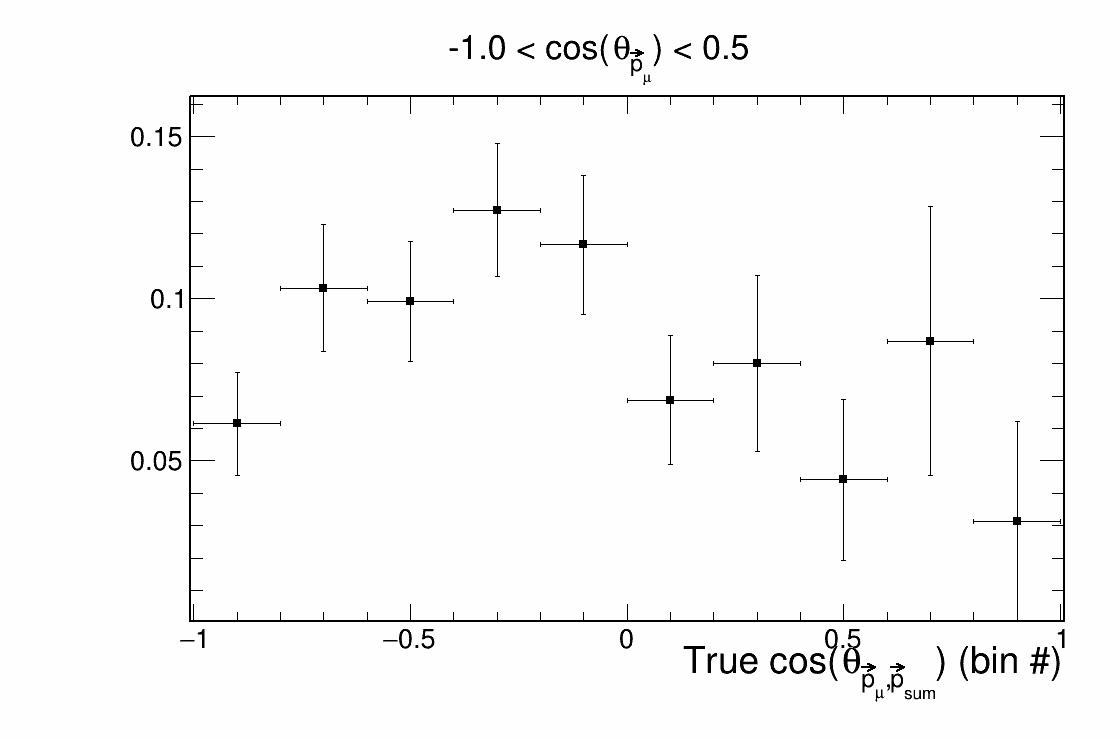 -1.0 < cos(θp⃗μ) < 0.5
0.15
0.1
0.05
−1 −0.5 0 0.5 1
True cos(θp⃗μ,p⃗sum) (bin #)